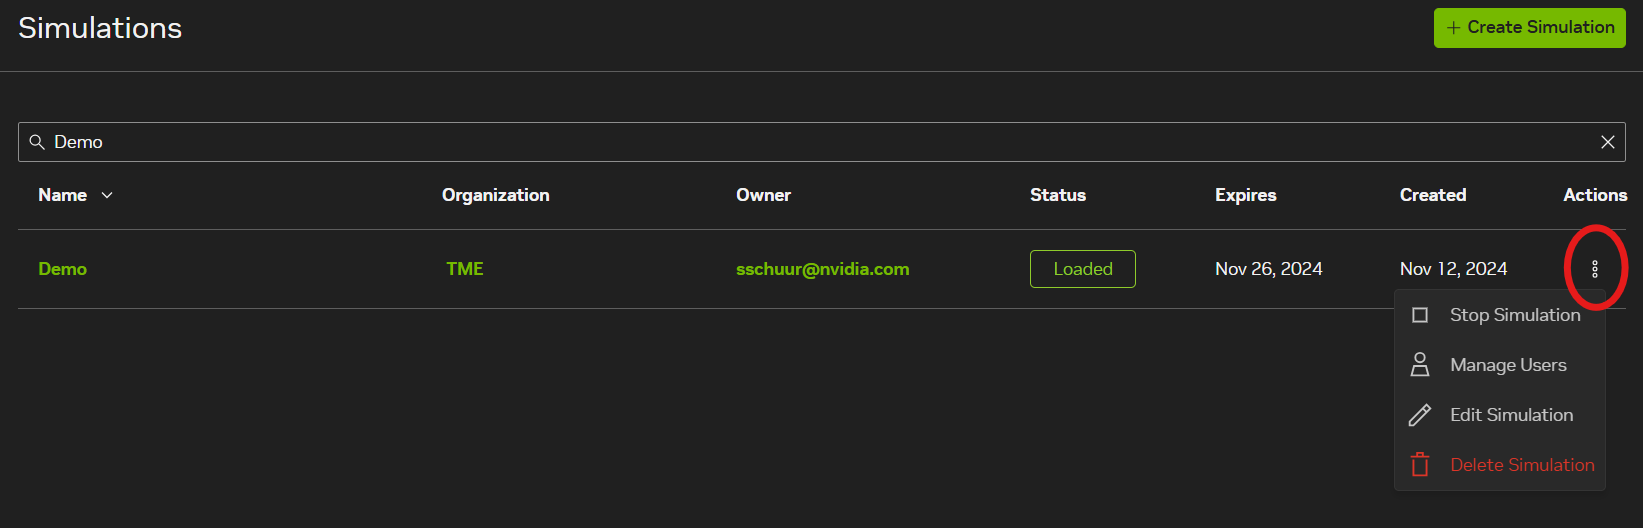 Simulations
Create Simulation
Demo
Name Organization Owner Status Expires Created Actions
Demo TME sschuur@nvidia.com Loaded Nov 26, 2024 Nov 12, 2024
Stop Simulation
Manage Users
Edit Simulation
Delete Simulation